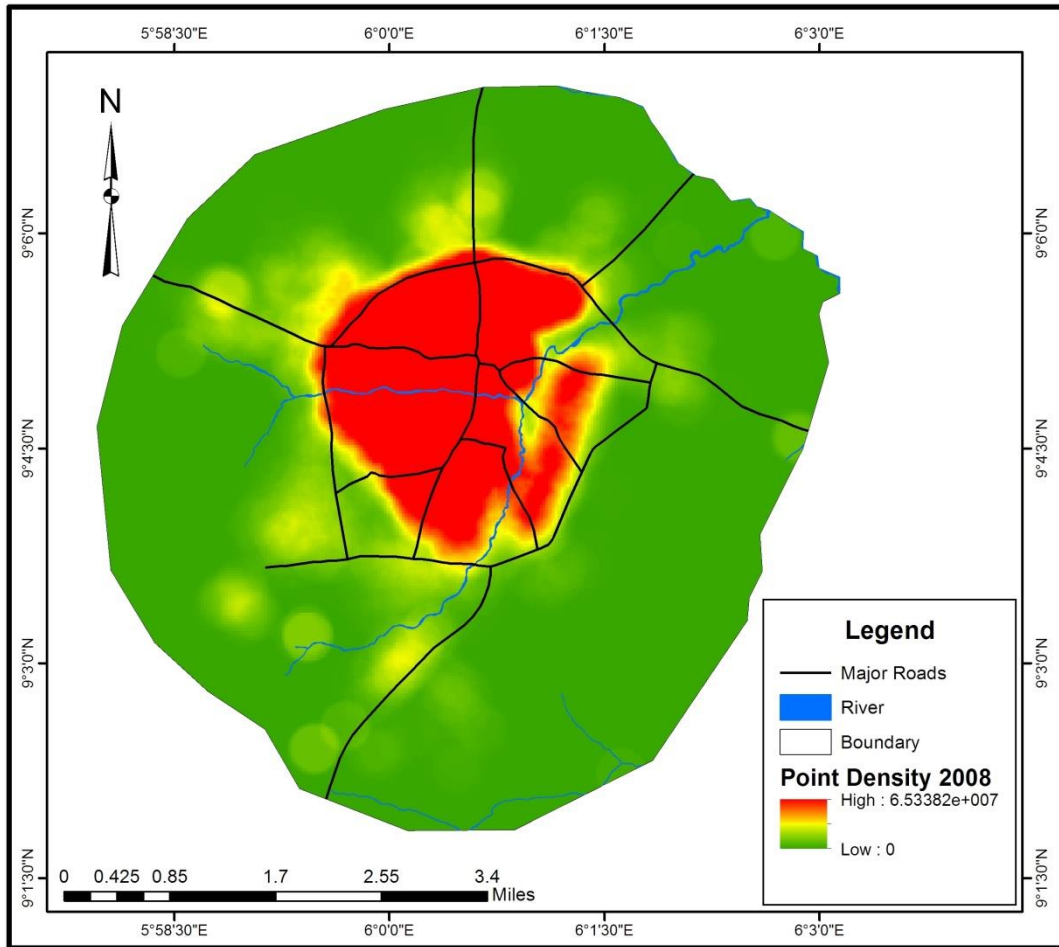 5°58'30"E 6°0'0"E 6°1'30"E 6°3'0"E
N
9°6'0"N 9°6'0"N
9°4'30"N 9°4'30"N
9°3'0"N 9°3'0"N
9°1'30"N 9°1'30"N
Legend
Major Roads
River
Boundary
Point Density 2008
High : 6.53382e+007
Low : 0
0 0.425 0.85 1.7 2.55 3.4
Miles
5°58'30"E 6°0'0"E 6°1'30"E 6°3'0"E